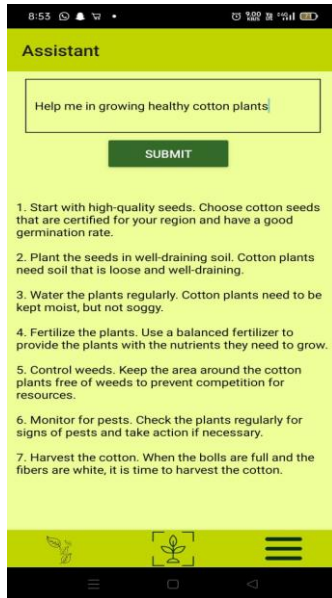 8:53
9.00 KB/S
Assistant
Help me in growing healthy cotton plants
SUBMIT
1. Start with high-quality seeds. Choose cotton seeds
that are certified for your region and have a good
germination rate.
2. Plant the seeds in well-draining soil. Cotton plants
need soil that is loose and well-draining.
3. Water the plants regularly. Cotton plants need to be
kept moist, but not soggy.
4. Fertilize the plants. Use a balanced fertilizer to
provide the plants with the nutrients they need to grow.
5. Control weeds. Keep the area around the cotton
plants free of weeds to prevent competition for
resources.
6. Monitor for pests. Check the plants regularly for
signs of pests and take action if necessary.
7. Harvest the cotton. When the bolls are full and the
fibers are white, it is time to harvest the cotton.